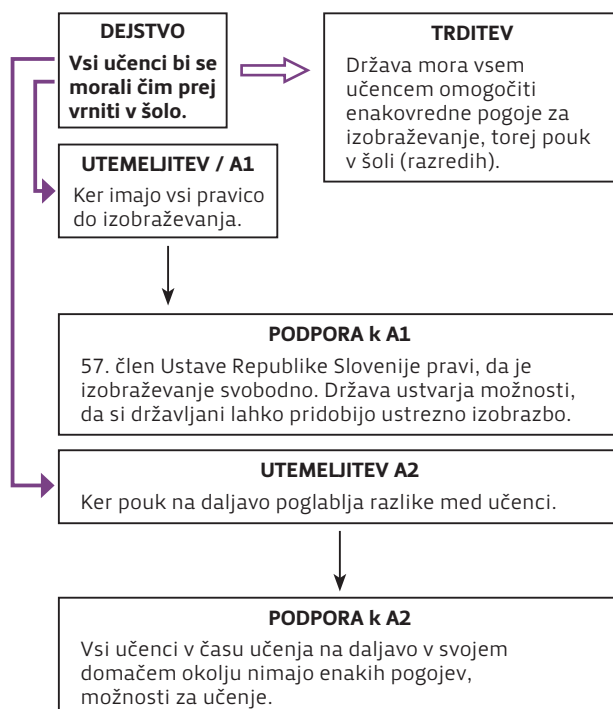 DEJSTVO
Vsi učenci bi se
morali čim prej
vrniti v šolo.
TRDITEV
Država mora vsem
učencem omogočiti
enakovredne pogoje za
izobraževanje, torej pouk
v šoli (razredih).
UTEMELJITEV / A1
Ker imajo vsi pravico
do izobraževanja.
PODPORA k A1
57. člen Ustave Republike Slovenije pravi, da je
izobraževanje svobodno. Država ustvarja možnosti,
da si državljani lahko pridobijo ustrezno izobrazbo.
UTEMELJITEV A2
Ker pouk na daljavo poglablja razlike med učenci.
PODPORA k A2
Vsi učenci v času učenja na daljavo v svojem
domačem okolju nimajo enakih pogojev,
možnosti za učenje.